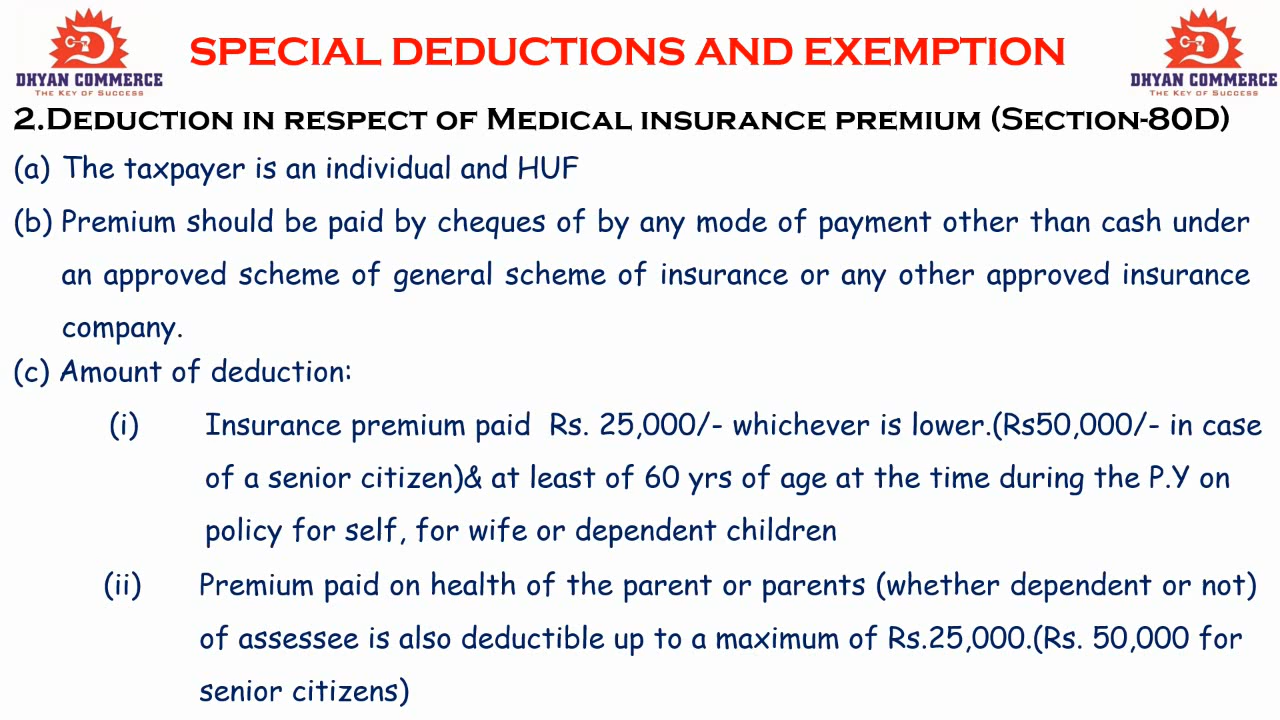 DHYAN COMMERCE
The Key of Success
SPECIAL DEDUCTIONS AND EXEMPTION
DHYAN COMMERCE
The Key of Success
2.Deduction in respect of Medical insurance premium (Section-80D)
(a) The taxpayer is an individual and HUF
(b) Premium should be paid by cheques of by any mode of payment other than cash under
an approved scheme of general scheme of insurance or any other approved insurance
company.
(c) Amount of deduction:
(i) Insurance premium paid Rs. 25,000/- whichever is lower.(Rs50,000/- in case
of a senior citizen)& at least of 60 yrs of age at the time during the P.Y on
policy for self, for wife or dependent children
(ii) Premium paid on health of the parent or parents (whether dependent or not)
of assessee is also deductible up to a maximum of Rs.25,000.(Rs. 50,000 for
senior citizens)